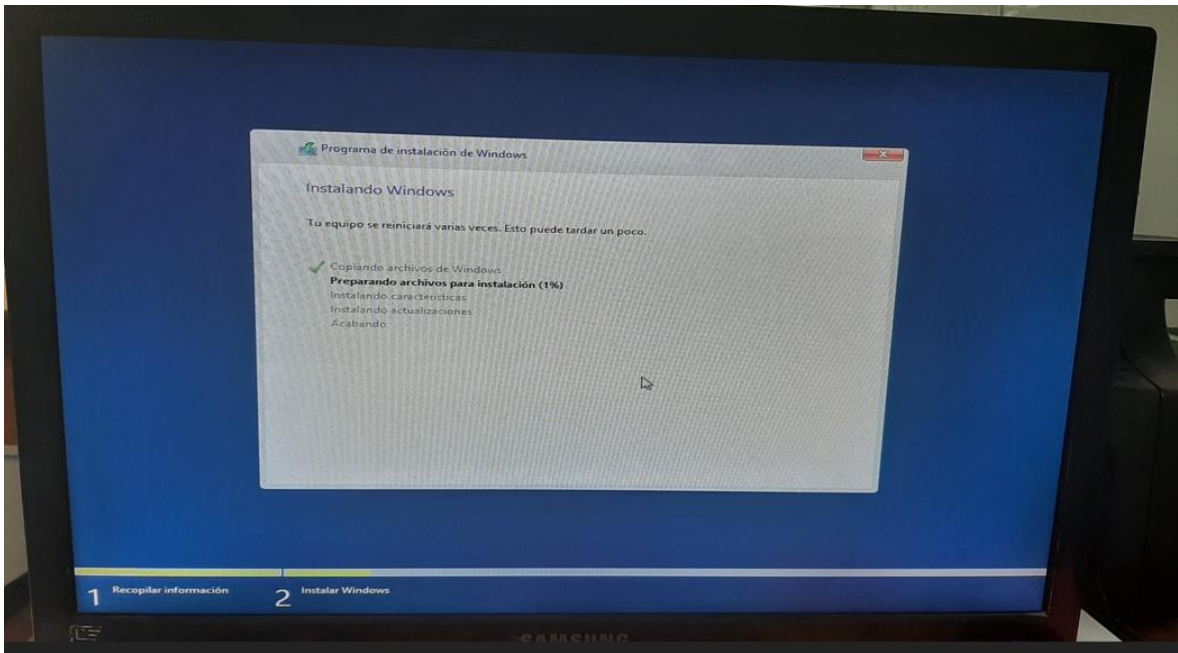 Programa de instalación de Windows
Instalando Windows
Tu equipo se reiniciará varias veces. Esto puede tardar un poco.
Copiando archivos de Windows
Preparando archivos para instalación (1%)
Instalando características
Instalando actualizaciones
Acabando
1 Recopilar información
2 Instalar Windows
SAMSUNG